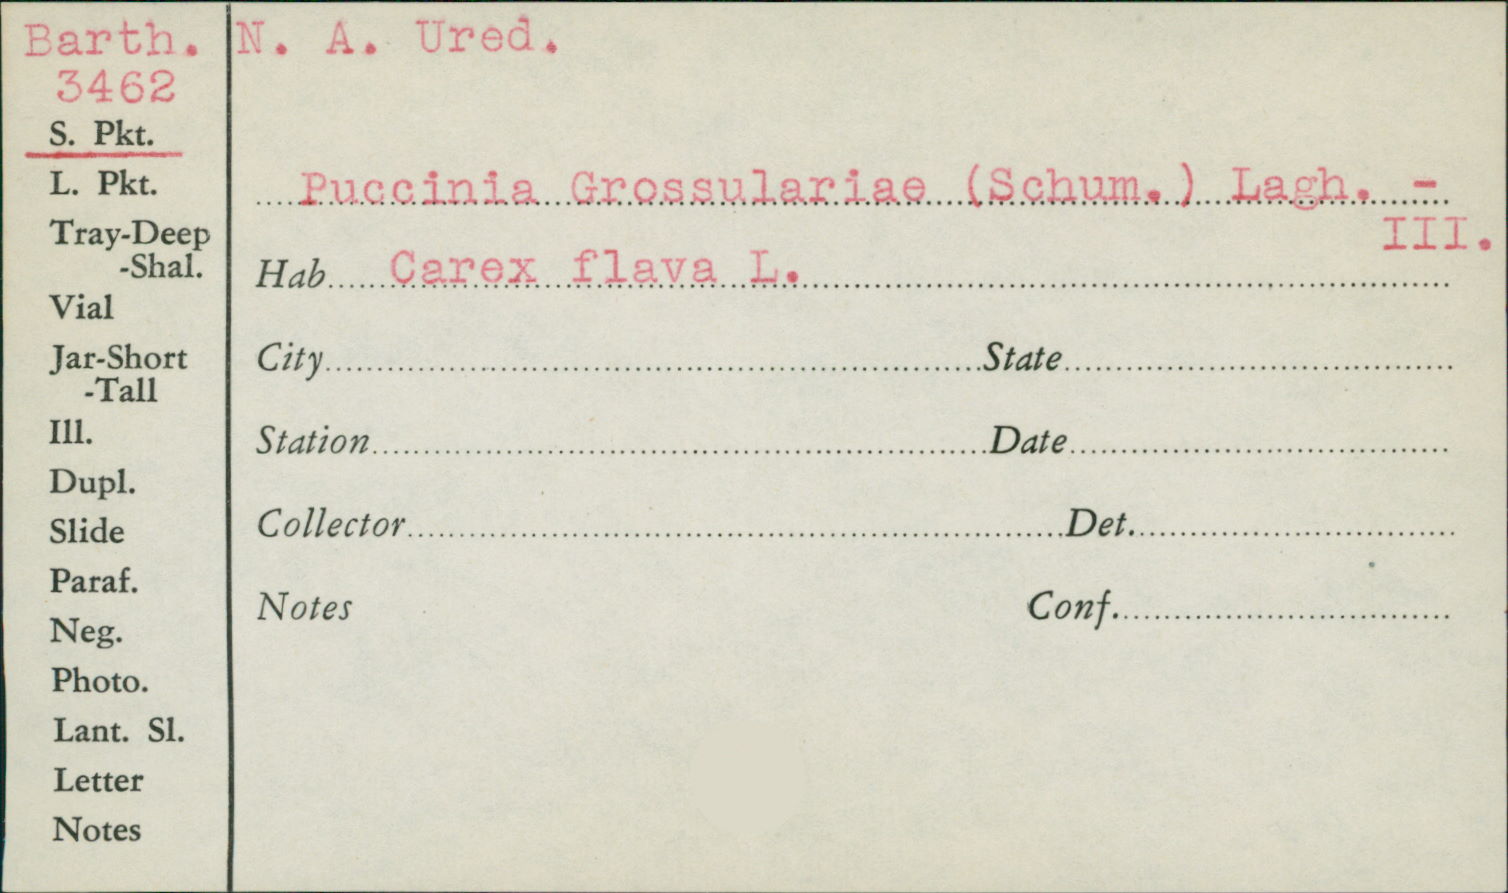 Barth. N. A. Ured.
3462
S. Pkt.
L. Pkt.
Puccinia Grossulariae (Schum.) Lagh. -
III.
Tray-Deep
-Shal.
Hab Carex flava L.
Vial
Jar-Short
-Tall
City State
Ill.
Station Date
Dupl.
Slide
Collector Det.
Paraf.
Neg.
Notes Conf.
Photo.
Lant. Sl.
Letter
Notes